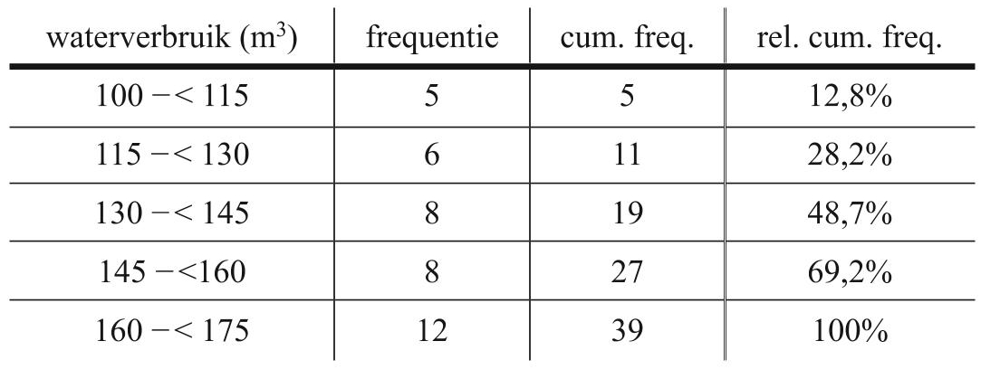 waterverbruik (m³) frequentie cum. freq. rel. cum. freq.
100 −< 115 5 5 12,8%
115 −< 130 6 11 28,2%
130 −< 145 8 19 48,7%
145 −<160 8 27 69,2%
160 −< 175 12 39 100%